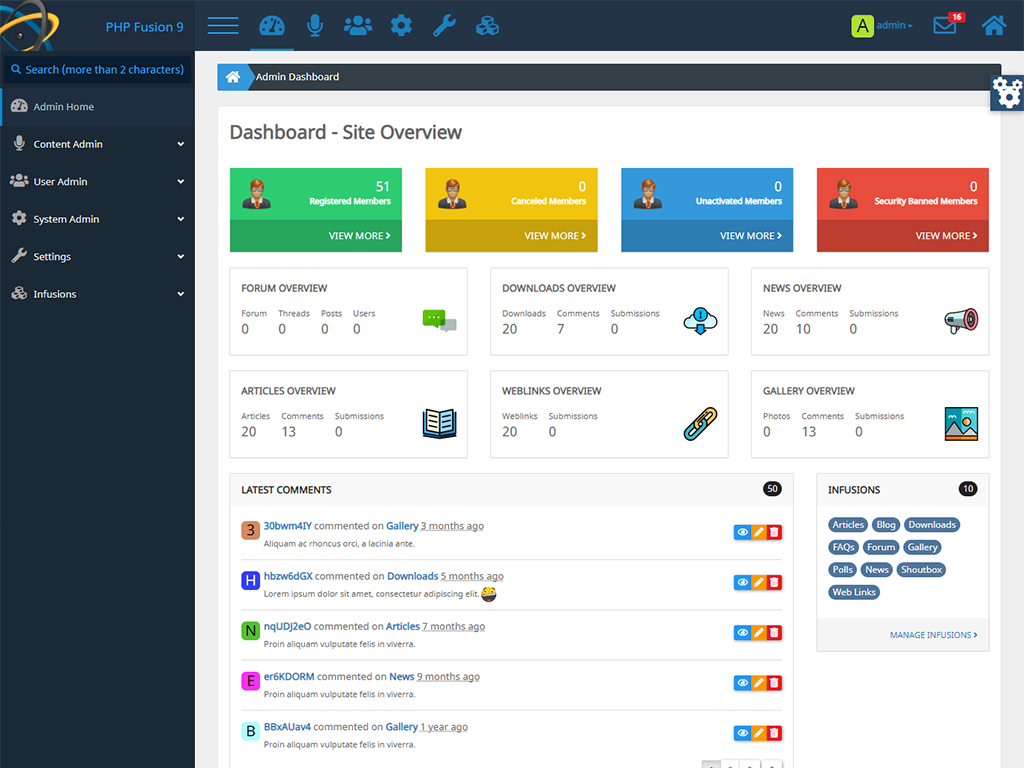 PHP Fusion 9
A admin
16
Search (more than 2 characters)
Admin Home
Content Admin
User Admin
System Admin
Settings
Infusions
Admin Dashboard
Dashboard - Site Overview
51
Registered Members
VIEW MORE
0
Canceled Members
VIEW MORE
0
Unactivated Members
VIEW MORE
0
Security Banned Members
VIEW MORE
FORUM OVERVIEW
Forum Threads Posts Users
0 0 0 0
DOWNLOADS OVERVIEW
Downloads Comments Submissions
20 7 0
NEWS OVERVIEW
News Comments Submissions
20 10 0
ARTICLES OVERVIEW
Articles Comments Submissions
20 13 0
WEBLINKS OVERVIEW
Weblinks Submissions
20 0
GALLERY OVERVIEW
Photos Comments Submissions
0 13 0
LATEST COMMENTS 50
3 30bwm4IY commented on Gallery 3 months ago
Aliquam ac rhoncus orci, a lacinia ante.
H hbzw6dGX commented on Downloads 5 months ago
Lorem ipsum dolor sit amet, consectetur adipiscing elit.
N nqUDJ2eO commented on Articles 7 months ago
Proin aliquam vulputate felis in viverra.
E er6KDORM commented on News 9 months ago
Proin aliquam vulputate felis in viverra.
B BBxAUav4 commented on Gallery 1 year ago
Proin aliquam vulputate felis in viverra.
INFUSIONS 10
Articles Blog Downloads
FAQs Forum Gallery
Polls News Shoutbox
Web Links
MANAGE INFUSIONS